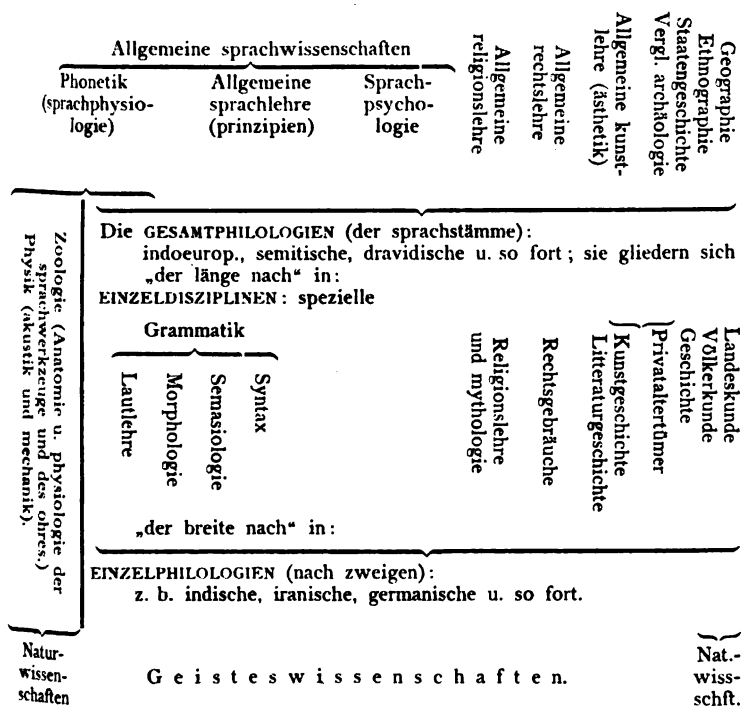 Allgemeine sprachwissenschaften
Phonetik
(sprachphysio-
logie)
Allgemeine
sprachlehre
(prinzipien)
Sprach-
psycho-
logie
Allgemeine
religionslehre
Allgemeine
rechtslehre
Allgemeine kunst-
lehre (ästhetik)
Geographie
Ethnographie
Staatengeschichte
Vergl. archäologie
Zoologie (Anatomie u. physiologie der
sprachwerkzeuge und des ohres.)
Physik (akustik und mechanik).
Die GESAMTPHILOLOGIEN (der sprachstämme):
indoeurop., semitische, dravidische u. so fort; sie gliedern sich
„der länge nach“ in:
EINZELDISZIPLINEN: spezielle
Grammatik
Lautlehre
Morphologie
Semasiologie
Syntax
Religionslehre
und mythologie
Rechtsgebräuche
Kunstgeschichte
Litteraturgeschichte
Privataltertümer
Landeskunde
Völkerkunde
Geschichte
„der breite nach“ in:
EINZELPHILOLOGIEN (nach zweigen):
z. b. indische, iranische, germanische u. so fort.
Natur-
wissen-
schaften
Geisteswissenschaften.
Nat.-
wiss-
schft.